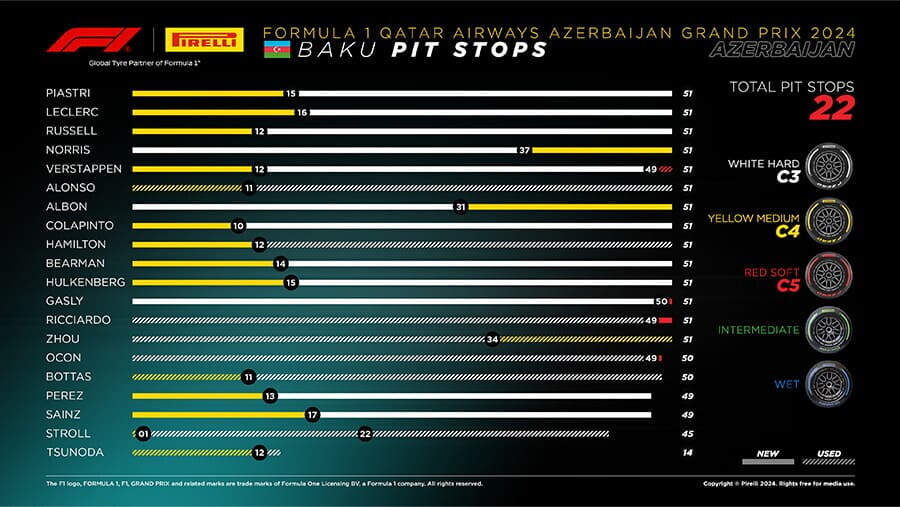 F1
PIRELLI
Global Tyre Partner of Formula 1®
FORMULA 1 QATAR AIRWAYS AZERBAIJAN GRAND PRIX 2024
BAKU PIT STOPS
AZERBAIJAN
TOTAL PIT STOPS
22
PIASTRI 15 51
LECLERC 16 51
RUSSELL 12 51
NORRIS 37 51
VERSTAPPEN 12 49 51
ALONSO 11 51
ALBON 31 51
COLAPINTO 10 51
HAMILTON 12 51
BEARMAN 14 51
HULKENBERG 15 51
GASLY 50 51
RICCIARDO 49 51
ZHOU 34 51
OCON 49 50
BOTTAS 11 50
PEREZ 13 49
SAINZ 17 49
STROLL 01 22 45
TSUNODA 12 14
WHITE HARD
C3
YELLOW MEDIUM
C4
RED SOFT
C5
INTERMEDIATE
WET
NEW USED
The F1 logo, FORMULA 1, F1, GRAND PRIX and related marks are trade marks of Formula One Licensing BV, a Formula 1 company. All rights reserved.
Copyright © Pirelli 2024. Rights free for media use.